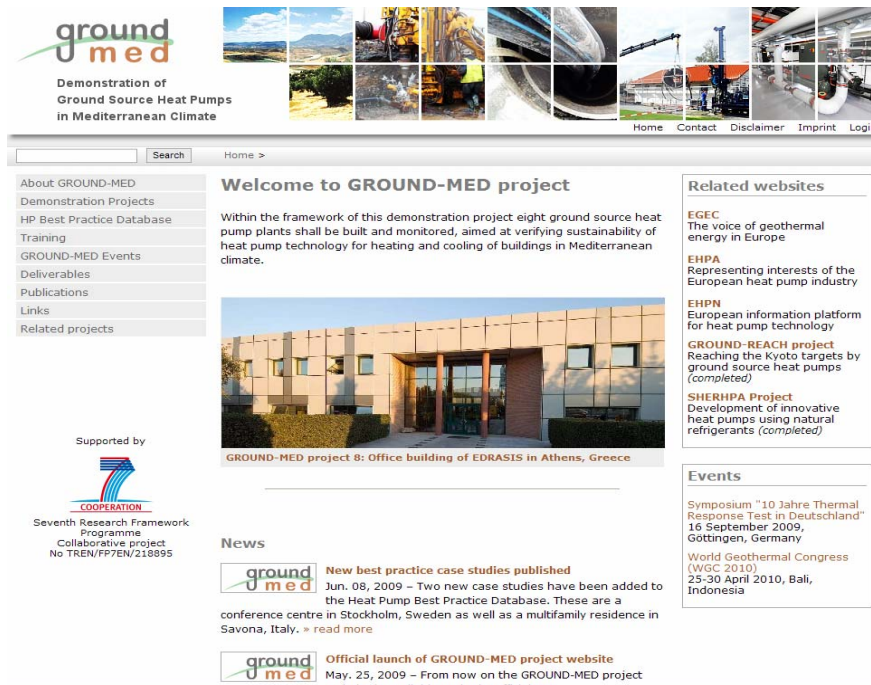 ground
med
Demonstration of
Ground Source Heat Pumps
in Mediterranean Climate
Home Contact Disclaimer Imprint Logi
Search
Home >
About GROUND-MED
Demonstration Projects
HP Best Practice Database
Training
GROUND-MED Events
Deliverables
Publications
Links
Related projects
Supported by
7
COOPERATION
Seventh Research Framework
Programme
Collaborative project
No TREN/FP7EN/218895
Welcome to GROUND-MED project
Within the framework of this demonstration project eight ground source heat
pump plants shall be built and monitored, aimed at verifying sustainability of
heat pump technology for heating and cooling of buildings in Mediterranean
climate.
GROUND-MED project 8: Office building of EDRASIS in Athens, Greece
News
ground
med
New best practice case studies published
Jun. 08, 2009 – Two new case studies have been added to
the Heat Pump Best Practice Database. These are a
conference centre in Stockholm, Sweden as well as a multifamily residence in
Savona, Italy. » read more
ground
med
Official launch of GROUND-MED project website
May. 25, 2009 – From now on the GROUND-MED project
Related websites
EGEC
The voice of geothermal
energy in Europe
EHPA
Representing interests of the
European heat pump industry
EHPN
European information platform
for heat pump technology
GROUND-REACH project
Reaching the Kyoto targets by
ground source heat pumps
(completed)
SHERHPA Project
Development of innovative
heat pumps using natural
refrigerants (completed)
Events
Symposium "10 Jahre Thermal
Response Test in Deutschland"
16 September 2009,
Göttingen, Germany
World Geothermal Congress
(WGC 2010)
25-30 April 2010, Bali,
Indonesia